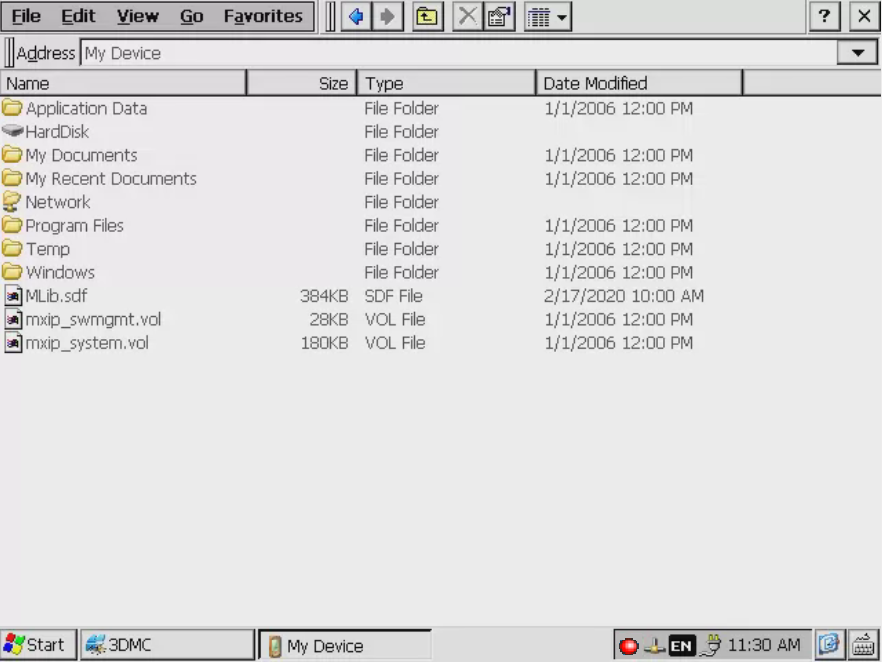 File Edit View Go Favorites ?
Address My Device
Name Size Type Date Modified
Application Data File Folder 1/1/2006 12:00 PM
HardDisk File Folder
My Documents File Folder 1/1/2006 12:00 PM
My Recent Documents File Folder 1/1/2006 12:00 PM
Network File Folder
Program Files File Folder 1/1/2006 12:00 PM
Temp File Folder 1/1/2006 12:00 PM
Windows File Folder 1/1/2006 12:00 PM
MLib.sdf 384KB SDF File 2/17/2020 10:00 AM
mxip_swmgmt.vol 28KB VOL File 1/1/2006 12:00 PM
mxip_system.vol 180KB VOL File 1/1/2006 12:00 PM
Start 3DMC My Device EN 11:30 AM